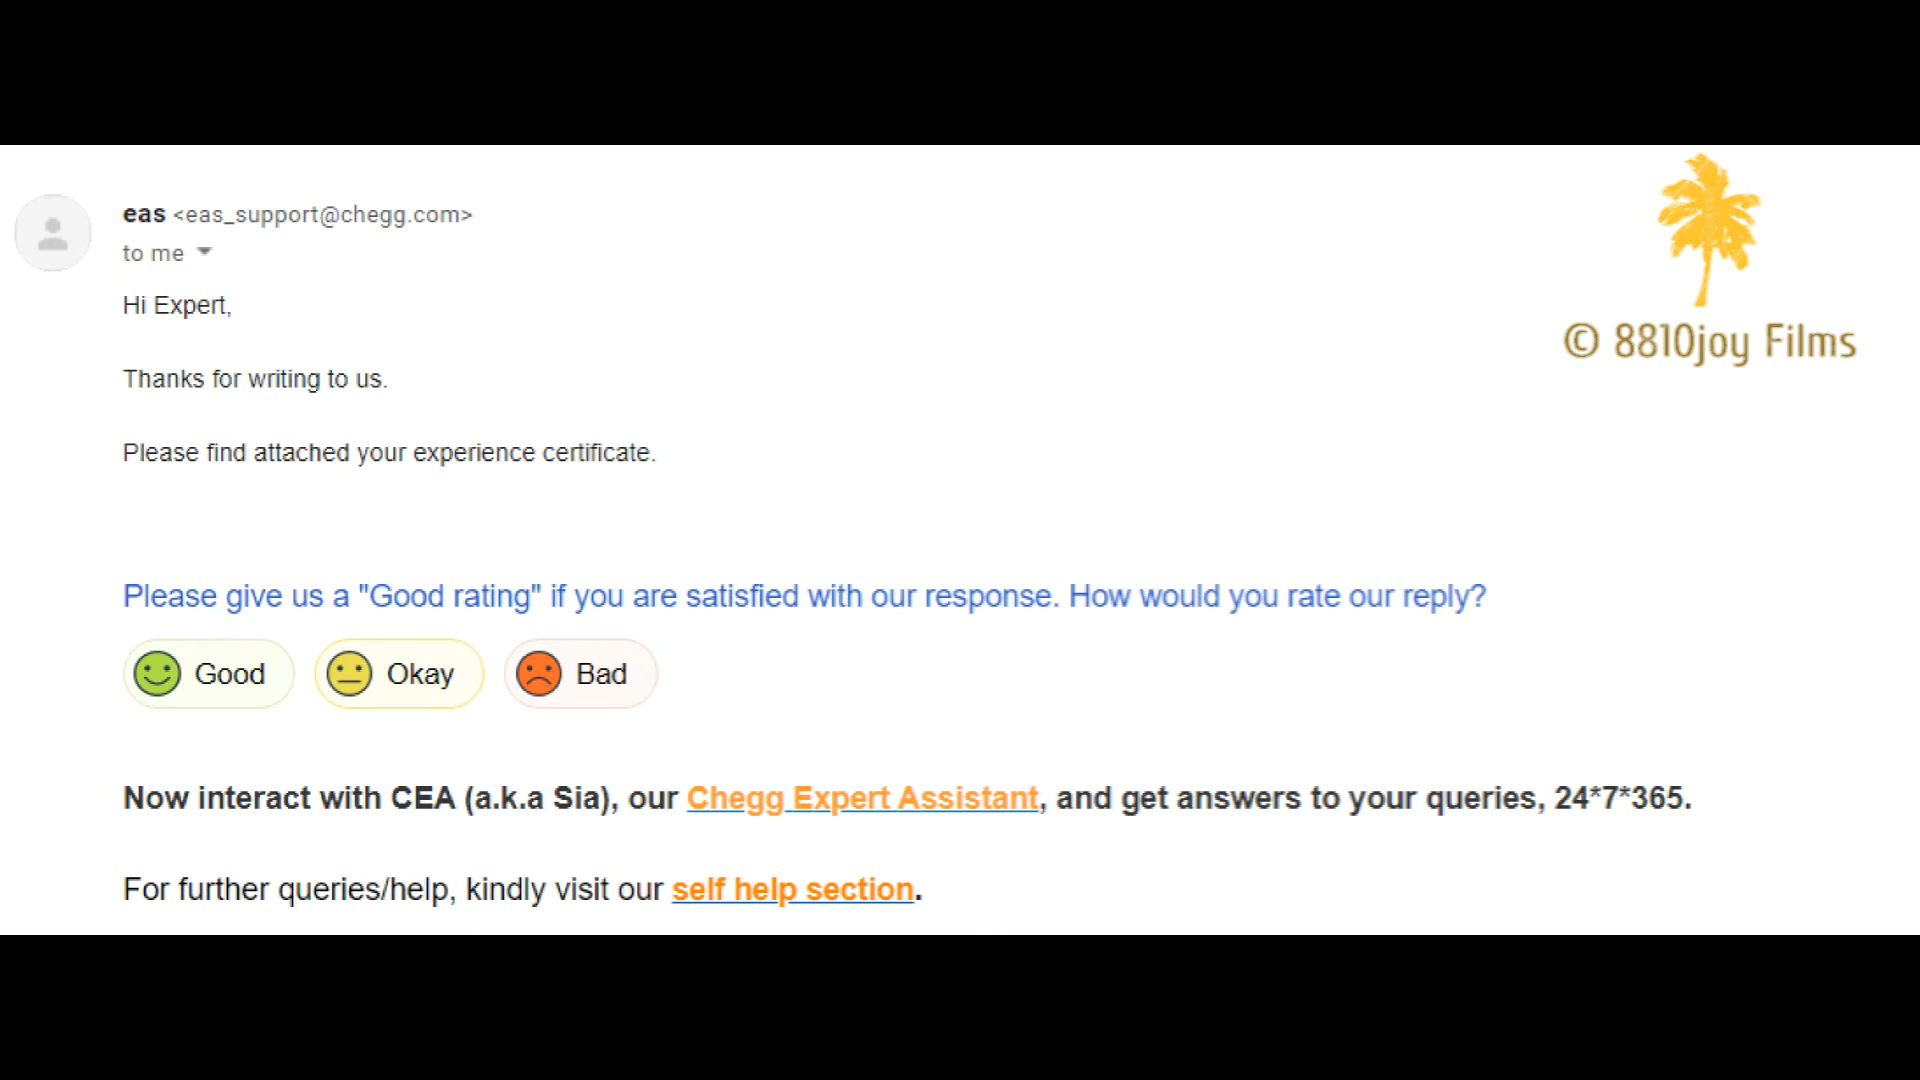 eas <eas_support@chegg.com>
to me
Hi Expert,
Thanks for writing to us.
Please find attached your experience certificate.
© 8810joy Films
Please give us a "Good rating" if you are satisfied with our response. How would you rate our reply?
Good Okay Bad
Now interact with CEA (a.k.a Sia), our Chegg Expert Assistant, and get answers to your queries, 24*7*365.
For further queries/help, kindly visit our self help section.